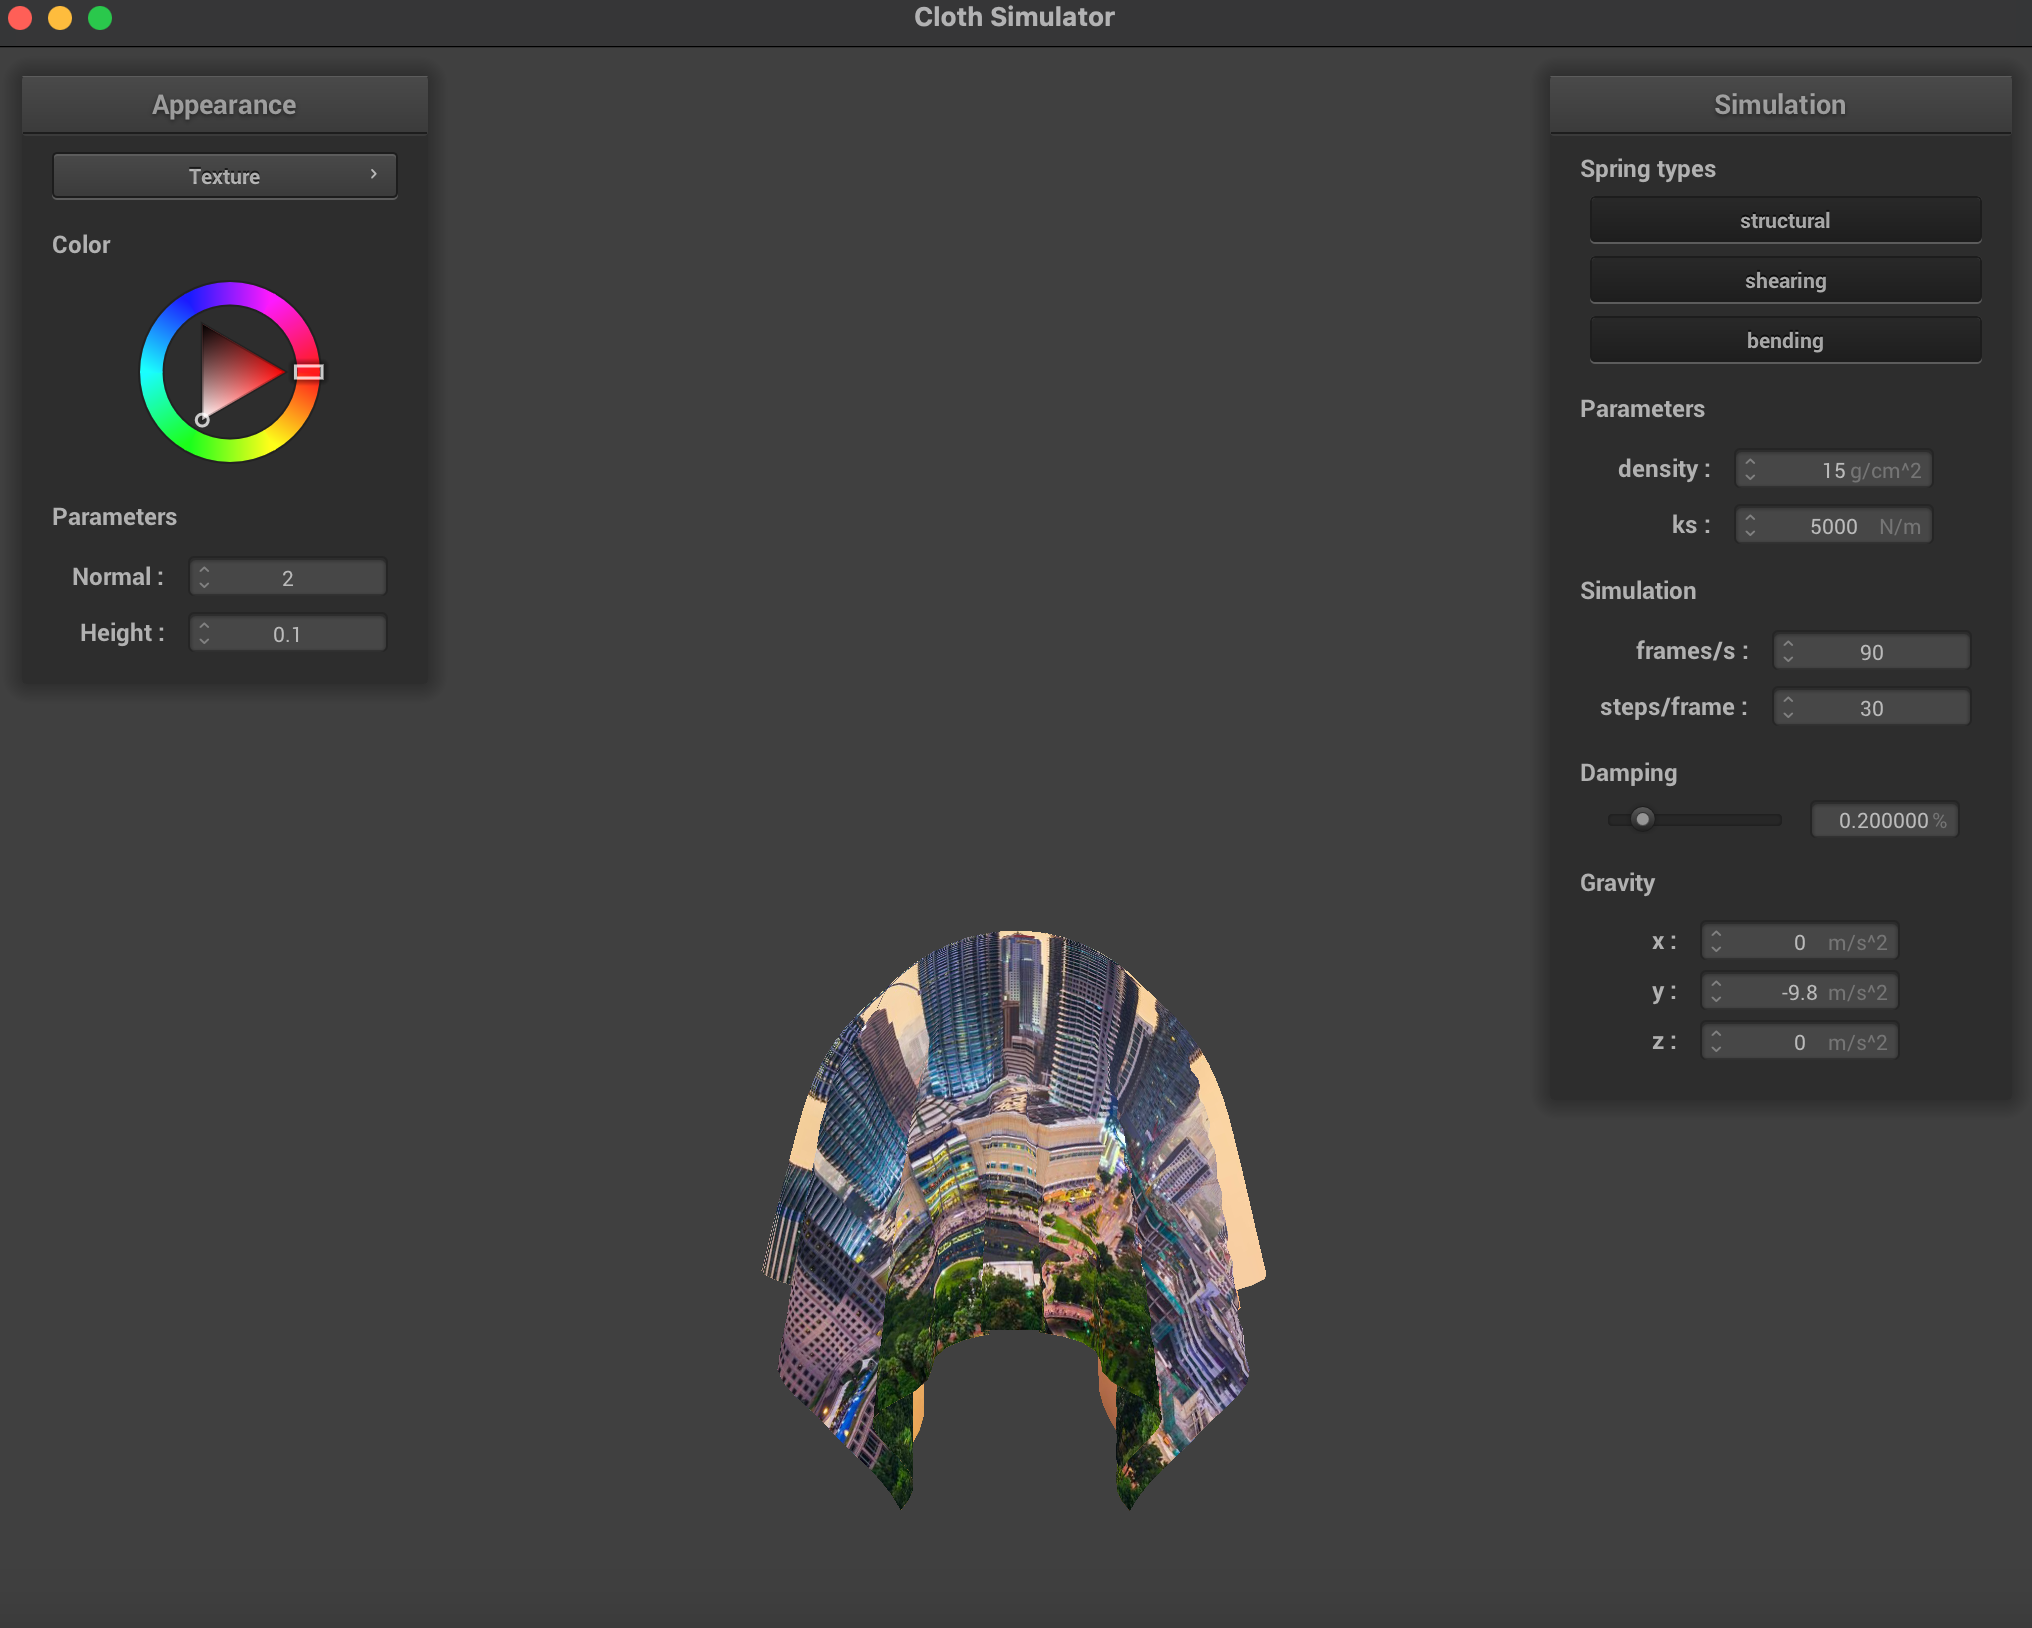 Cloth Simulator
Appearance
Texture
Color
Parameters
Normal : 2
Height : 0.1
Simulation
Spring types
structural
shearing
bending
Parameters
density : 15 g/cm^2
ks : 5000 N/m
Simulation
frames/s : 90
steps/frame : 30
Damping
0.200000 %
Gravity
x : 0 m/s^2
y : -9.8 m/s^2
z : 0 m/s^2